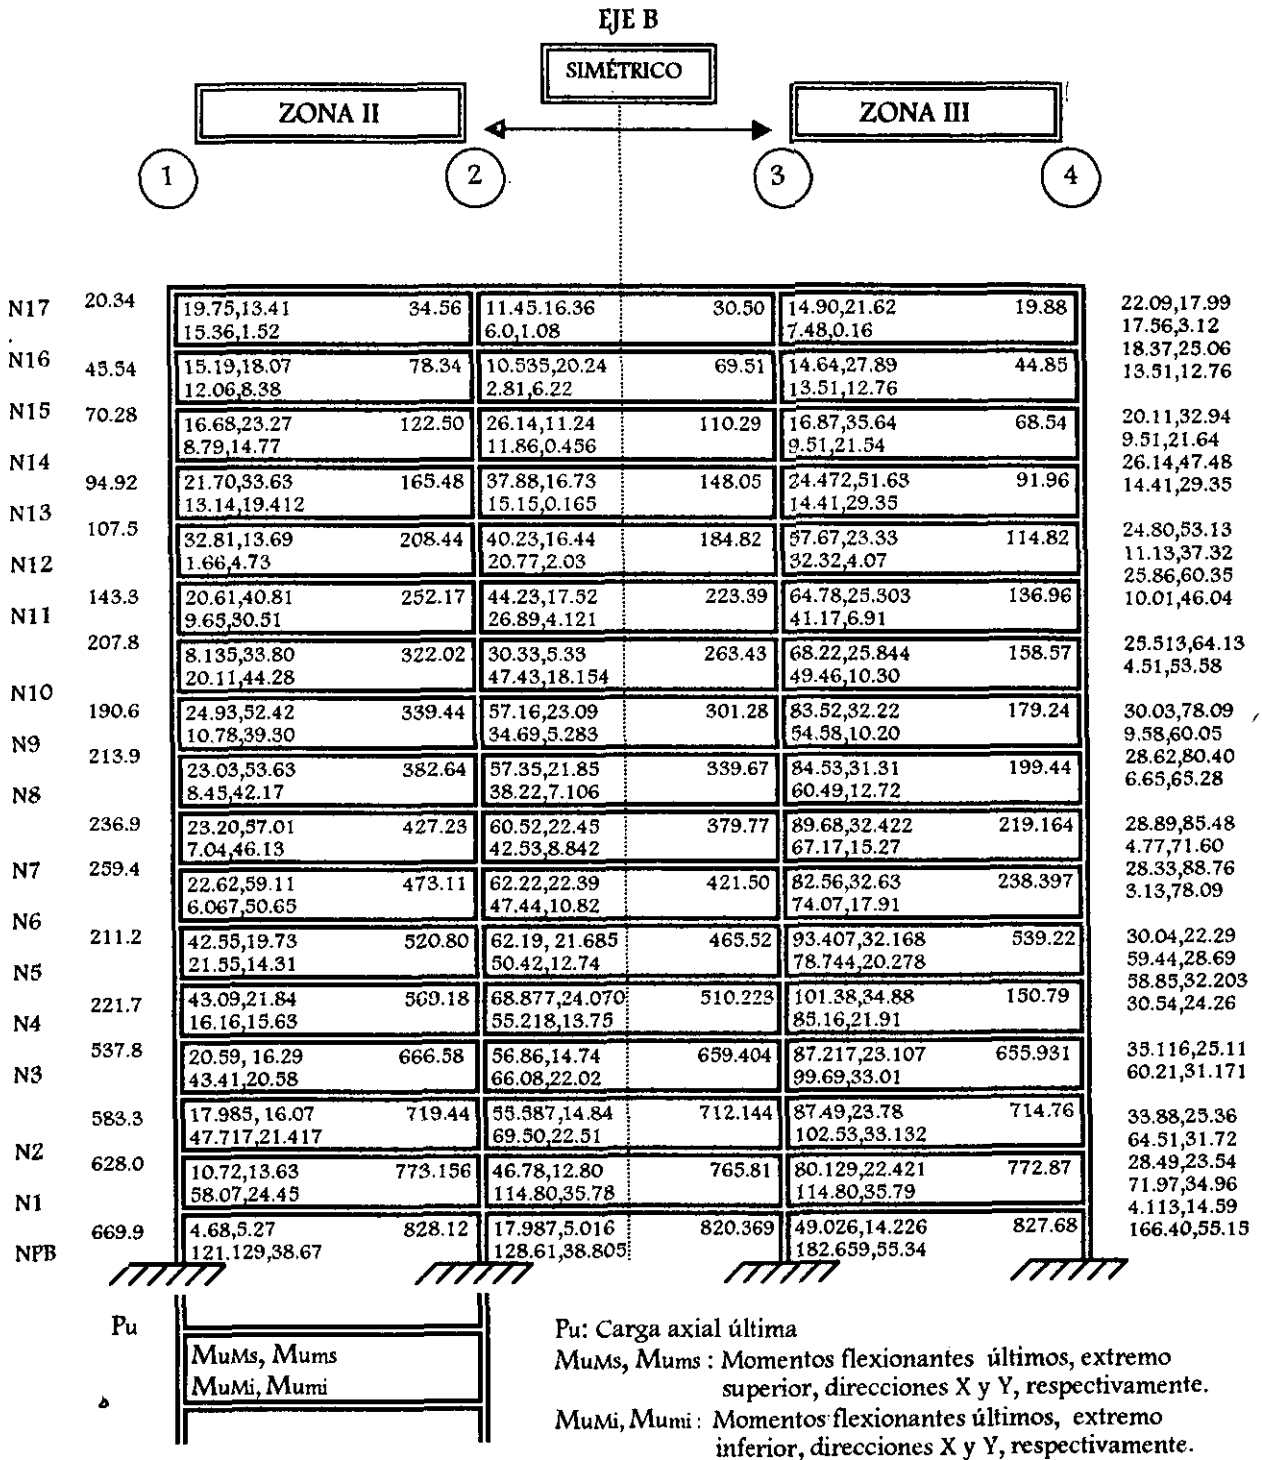 EJE B
SIMÉTRICO
ZONA II
ZONA III
1 2 3 4
N17 20.34 19.75,13.41 34.56 11.45.16.36 30.50 14.90,21.62 19.88 22.09,17.99
15.36,1.52 6.0,1.08 7.48,0.16 17.56,3.12
18.37,25.06
N16 45.54 15.19,18.07 78.34 10.535,20.24 69.51 14.64,27.89 44.85 13.51,12.76
12.06,8.38 2.81,6.22 13.51,12.76
N15 70.28 16.68,23.27 122.50 26.14,11.24 110.29 16.87,35.64 68.54 20.11,32.94
8.79,14.77 11.86,0.456 9.51,21.54 9.51,21.64
N14 26.14,47.48
94.92 21.70,33.63 165.48 37.88,16.73 148.05 24.472,51.63 91.96 14.41,29.35
13.14,19.412 15.15,0.165 14.41,29.35
N13
107.5 32.81,13.69 208.44 40.23,16.44 184.82 57.67,23.33 114.82 24.80,53.13
N12 1.66,4.73 20.77,2.03 32.32,4.07 11.13,37.32
25.86,60.35
143.3 20.61,40.81 252.17 44.23,17.52 223.39 64.78,25.303 136.96 10.01,46.04
N11 9.65,30.51 26.89,4.121 41.17,6.91
207.8 8.135,33.80 322.02 30.33,5.33 263.43 68.22,25.844 158.57 25.513,64.13
20.11,44.28 47.43,18.154 49.46,10.30 4.51,53.58
N10
190.6 24.93,52.42 339.44 57.16,23.09 301.28 83.52,32.22 179.24 30.03,78.09
10.78,39.30 34.69,5.283 54.58,10.20 9.58,60.05
N9 28.62,80.40
213.9 23.03,53.63 382.64 57.35,21.85 339.67 84.53,31.31 199.44 6.65,65.28
N8 8.45,42.17 38.22,7.106 60.49,12.72
236.9 23.20,57.01 427.23 60.52,22.45 379.77 89.68,32.422 219.164 28.89,85.48
7.04,46.13 42.53,8.842 67.17,15.27 4.77,71.60
N7 28.33,88.76
259.4 22.62,59.11 473.11 62.22,22.39 421.50 82.56,32.63 238.397 3.13,78.09
6.067,50.65 47.44,10.82 74.07,17.91
N6
211.2 42.55,19.73 520.80 62.19, 21.685 465.52 93.407,32.168 539.22 30.04,22.29
21.55,14.31 50.42,12.74 78.744,20.278 59.44,28.69
N5 58.85,32.203
221.7 43.09,21.84 569.18 68.877,24.070 510.223 101.38,34.88 150.79 30.54,24.26
N4 16.16,15.63 55.218,13.75 85.16,21.91
537.8 20.59, 16.29 666.58 56.86,14.74 659.404 87.217,23.107 655.931 35.116,25.11
N3 43.41,20.58 66.08,22.02 99.69,33.01 60.21,31.171
583.3 17.985, 16.07 719.44 55.587,14.84 712.144 87.49,23.78 714.76 33.88,25.36
47.717,21.417 69.50,22.51 102.53,33.132 64.51,31.72
N2
628.0 10.72,13.63 773.156 46.78,12.80 765.81 80.129,22.421 772.87 28.49,23.54
N1 58.07,24.45 114.80,35.78 114.80,35.79 71.97,34.96
4.113,14.59
669.9 4.68,5.27 828.12 17.987,5.016 820.369 49.026,14.226 827.68 166.40,55.15
NPB 121.129,38.67 128.61,38.805 182.659,55.34
Pu
MuMs, Mums
MuMi, Mumi
Pu: Carga axial última
MuMs, Mums : Momentos flexionantes últimos, extremo
superior, direcciones X y Y, respectivamente.
MuMi, Mumi : Momentos flexionantes últimos, extremo
inferior, direcciones X y Y, respectivamente.